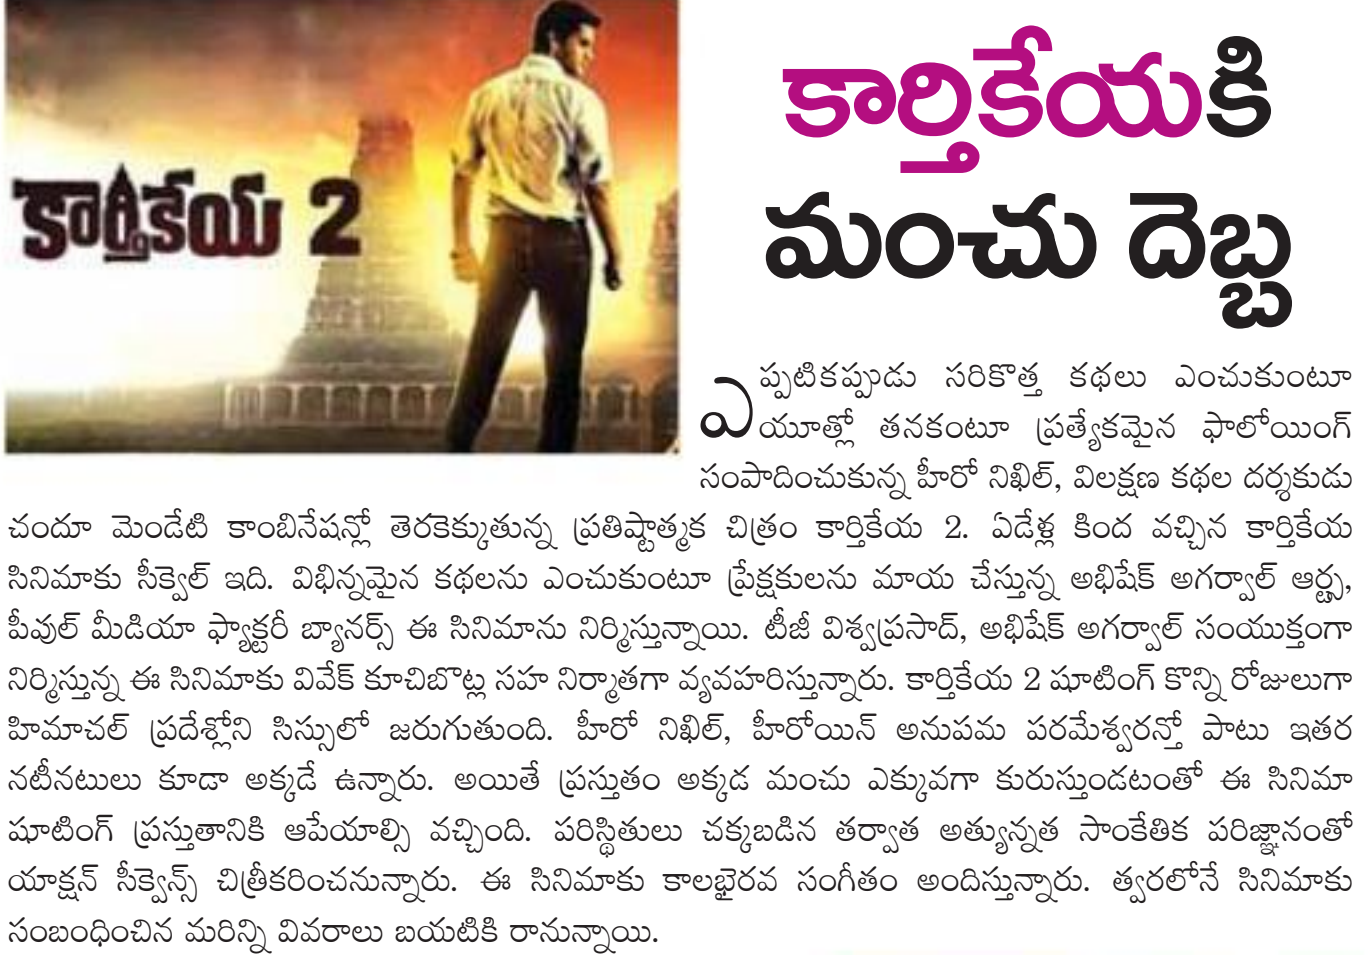 కార్తికేయ 2
కార్తికేయకి
మంచు దెబ్బ
ఎప్పటికప్పుడు సరికొత్త కథలు ఎంచుకుంటూ
యూత్లో తనకంటూ ప్రత్యేకమైన ఫాలోయింగ్
సంపాదించుకున్న హీరో నిఖిల్, విలక్షణ కథల దర్శకుడు
చందూ మెండేటి కాంబినేషన్లో తెరకెక్కుతున్న ప్రతిష్టాత్మక చిత్రం కార్తికేయ 2. ఏడేళ్ల కింద వచ్చిన కార్తికేయ
సినిమాకు సీక్వెల్ ఇది. విభిన్నమైన కథలను ఎంచుకుంటూ ప్రేక్షకులను మాయ చేస్తున్న అభిషేక్ అగర్వాల్ ఆర్ట్స,
పీవుల్ మీడియా ఫ్యాక్టరీ బ్యానర్స్ ఈ సినిమాను నిర్మిస్తున్నాయి. టీజీ విశ్వప్రసాద్, అభిషేక్ అగర్వాల్ సంయుక్తంగా
నిర్మిస్తున్న ఈ సినిమాకు వివేక్ కూచిబొట్ల సహ నిర్మాతగా వ్యవహరిస్తున్నారు. కార్తికేయ 2 షూటింగ్ కొన్ని రోజులుగా
హిమాచల్ ప్రదేశ్లోని సిస్సులో జరుగుతుంది. హీరో నిఖిల్, హీరోయిన్ అనుపమ పరమేశ్వరన్తో పాటు ఇతర
నటీనటులు కూడా అక్కడే ఉన్నారు. అయితే ప్రస్తుతం అక్కడ మంచు ఎక్కువగా కురుస్తుండటంతో ఈ సినిమా
షూటింగ్ ప్రస్తుతానికి ఆపేయాల్సి వచ్చింది. పరిస్థితులు చక్కబడిన తర్వాత అత్యున్నత సాంకేతిక పరిజ్ఞానంతో
యాక్షన్ సీక్వెన్స్ చిత్రీకరించనున్నారు. ఈ సినిమాకు కాలభైరవ సంగీతం అందిస్తున్నారు. త్వరలోనే సినిమాకు
సంబంధించిన మరిన్ని వివరాలు బయటికి రానున్నాయి.